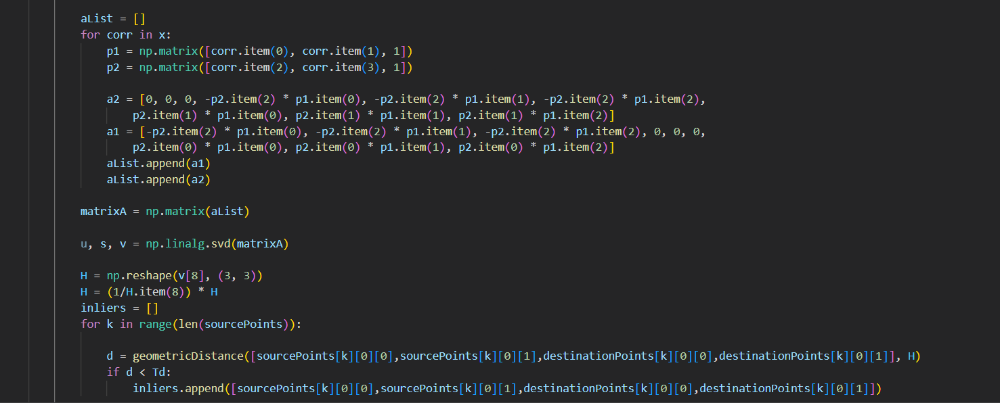 aList = []
for corr in x:
    p1 = np.matrix([corr.item(0), corr.item(1), 1])
    p2 = np.matrix([corr.item(2), corr.item(3), 1])

    a2 = [0, 0, 0, -p2.item(2) * p1.item(0), -p2.item(2) * p1.item(1), -p2.item(2) * p1.item(2),
        p2.item(1) * p1.item(0), p2.item(1) * p1.item(1), p2.item(1) * p1.item(2)]
    a1 = [-p2.item(2) * p1.item(0), -p2.item(2) * p1.item(1), -p2.item(2) * p1.item(2), 0, 0, 0,
        p2.item(0) * p1.item(0), p2.item(0) * p1.item(1), p2.item(0) * p1.item(2)]
    aList.append(a1)
    aList.append(a2)

matrixA = np.matrix(aList)

u, s, v = np.linalg.svd(matrixA)

H = np.reshape(v[8], (3, 3))
H = (1/H.item(8)) * H
inliers = []
for k in range(len(sourcePoints)):

    d = geometricDistance([sourcePoints[k][0][0],sourcePoints[k][0][1],destinationPoints[k][0][0],destinationPoints[k][0][1]], H)
    if d < Td:
        inliers.append([sourcePoints[k][0][0],sourcePoints[k][0][1],destinationPoints[k][0][0],destinationPoints[k][0][1]])